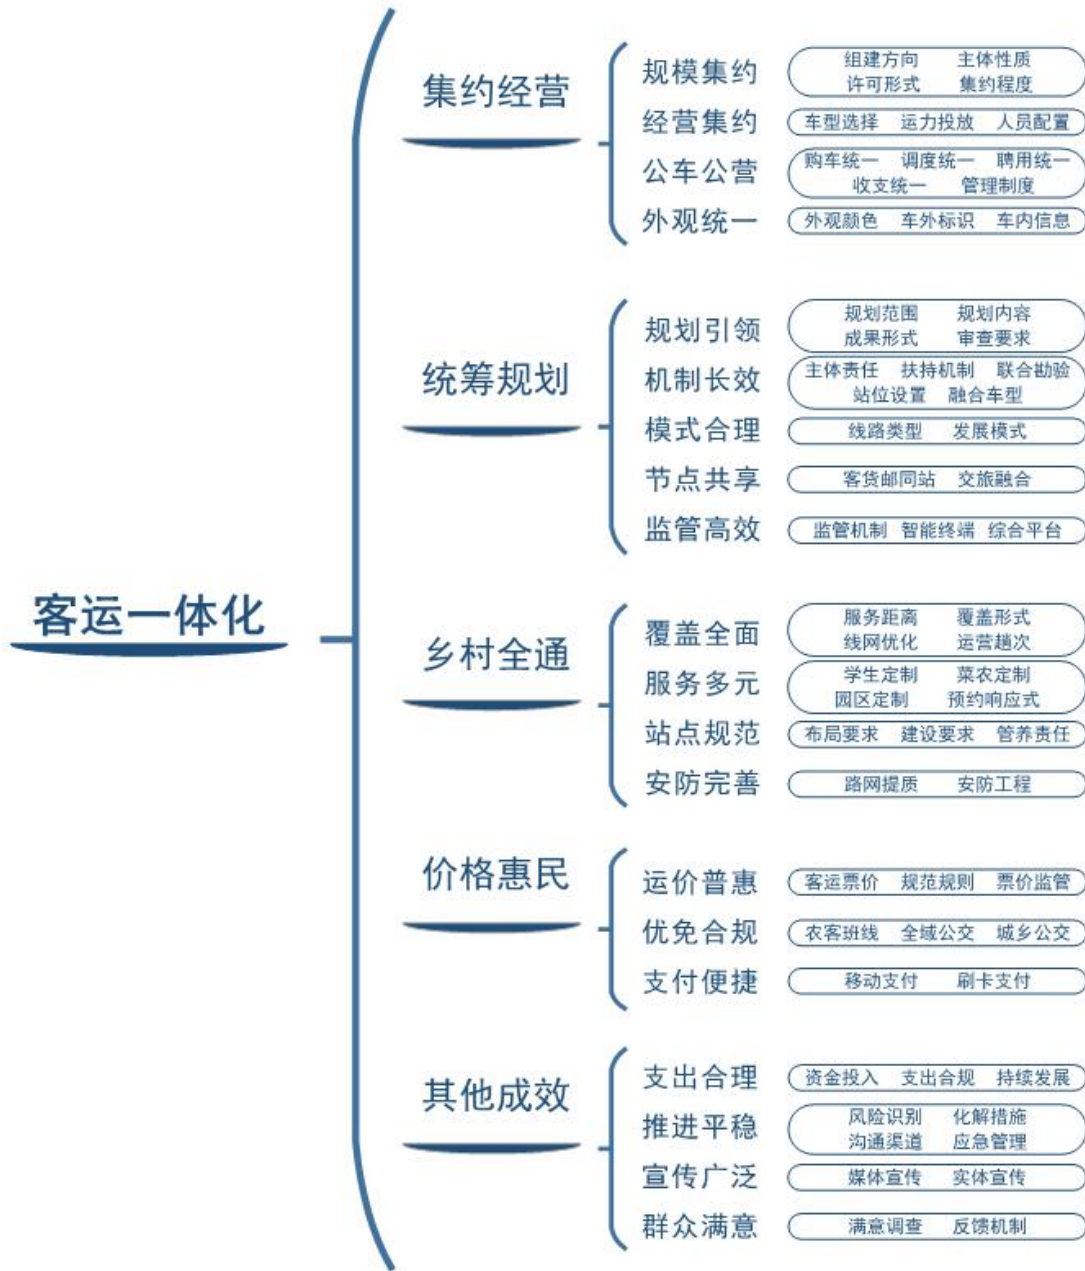 客运一体化
集约经营
规模集约
组建方向 主体性质
许可形式 集约程度
经营集约
车型选择 运力投放 人员配置
公车公营
购车统一 调度统一 聘用统一
收支统一 管理制度
外观统一
外观颜色 车外标识 车内信息
统筹规划
规划引领
规划范围 规划内容
成果形式 审查要求
机制长效
主体责任 扶持机制 联合勘验
站位设置 融合车型
模式合理
线路类型 发展模式
节点共享
客货邮同站 交旅融合
监管高效
监管机制 智能终端 综合平台
乡村全通
覆盖全面
服务距离 覆盖形式
线网优化 运营趟次
服务多元
学生定制 菜农定制
园区定制 预约响应式
站点规范
布局要求 建设要求 管养责任
安防完善
路网提质 安防工程
价格惠民
运价普惠
客运票价 规范规则 票价监管
优免合规
农客班线 全域公交 城乡公交
支付便捷
移动支付 刷卡支付
其他成效
支出合理
资金投入 支出合规 持续发展
推进平稳
风险识别 化解措施
沟通渠道 应急管理
宣传广泛
媒体宣传 实体宣传
群众满意
满意调查 反馈机制